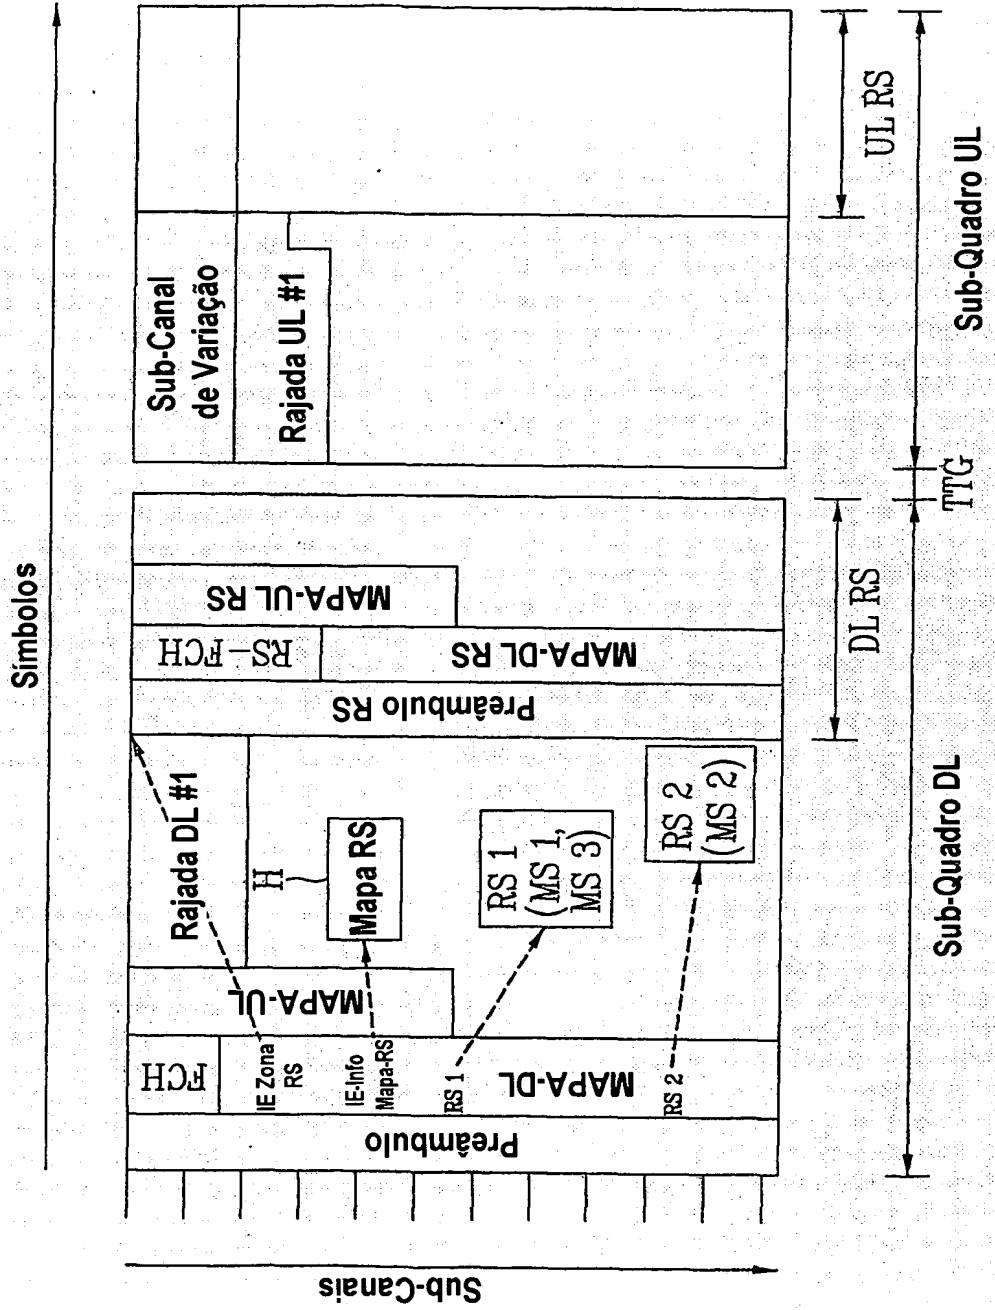 Símbolos
Sub-Canais
Preâmbulo
FCH
IE Zona
RS
IE-Info
Mapa-RS
RS 1
MAPA-DL
RS 2
MAPA-UL
Rajada DL #1
H
Mapa RS
RS 1
(MS 1,
MS 3)
RS 2
(MS 2)
Preâmbulo RS
RS-FCH
MAPA-DL RS
MAPA-UL RS
Sub-Canal
de Variação
Rajada UL #1
DL RS
UL RS
Sub-Quadro DL
TTG
Sub-Quadro UL